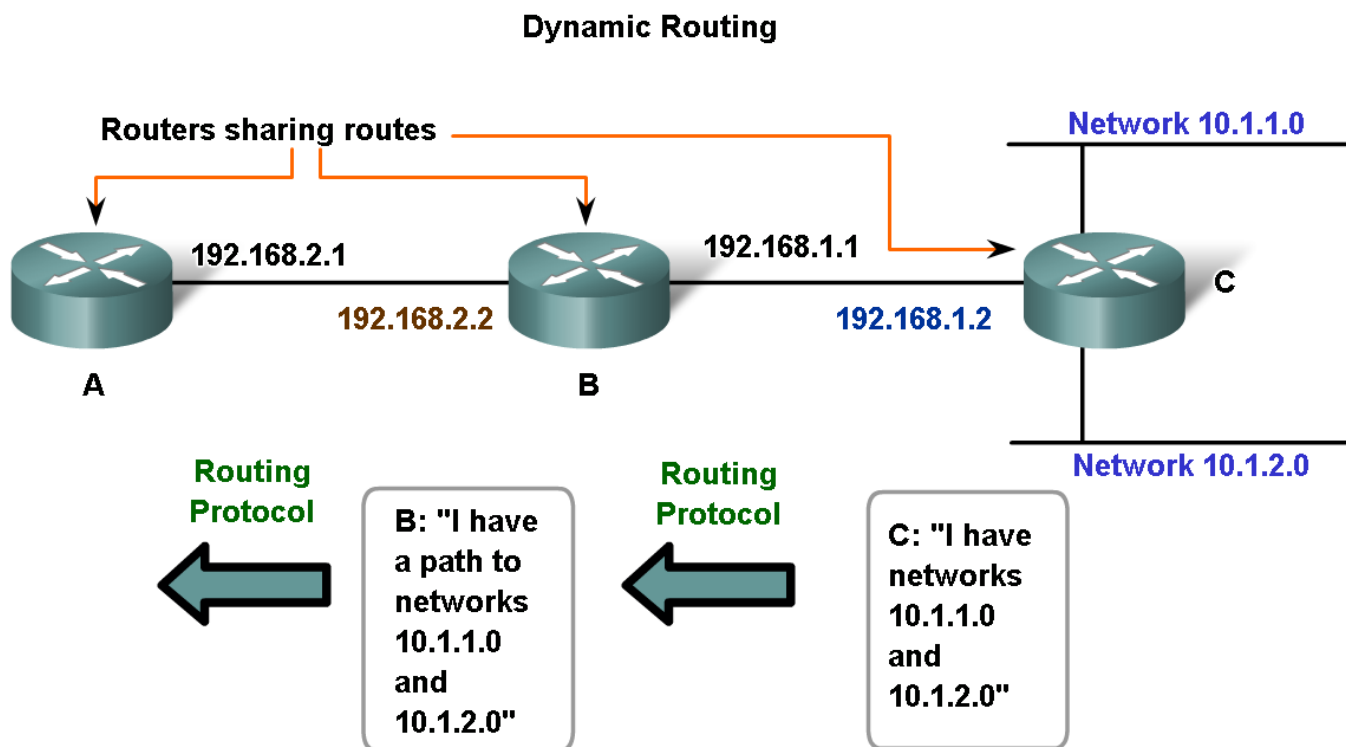 Dynamic Routing
Routers sharing routes
Network 10.1.1.0
192.168.2.1
192.168.1.1
C
192.168.2.2
192.168.1.2
A
B
Network 10.1.2.0
Routing
Protocol
B: "I have
a path to
networks
10.1.1.0
and
10.1.2.0"
Routing
Protocol
C: "I have
networks
10.1.1.0
and
10.1.2.0"